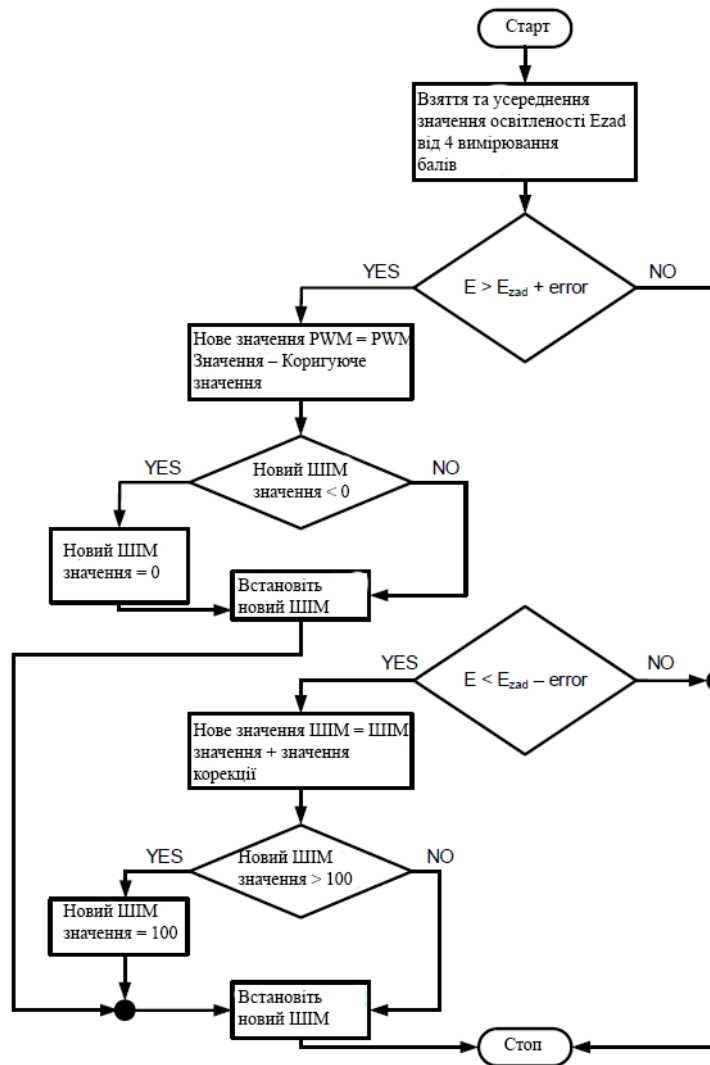 Старт
Взяття та усереднення
значення освітленості Ezad
від 4 вимірювання
балів
YES
E > Ezad + error
NO
Нове значення PWM = PWM
Значення – Коригуюче
значення
YES
Новий ШІМ
значення < 0
NO
Новий ШІМ
значення = 0
Встановіть
новий ШІМ
YES
E < Ezad – error
NO
Нове значення ШІМ = ШІМ
значення + значення
корекції
YES
Новий ШІМ
значення > 100
NO
Новий ШІМ
значення = 100
Встановіть
новий ШІМ
Стоп